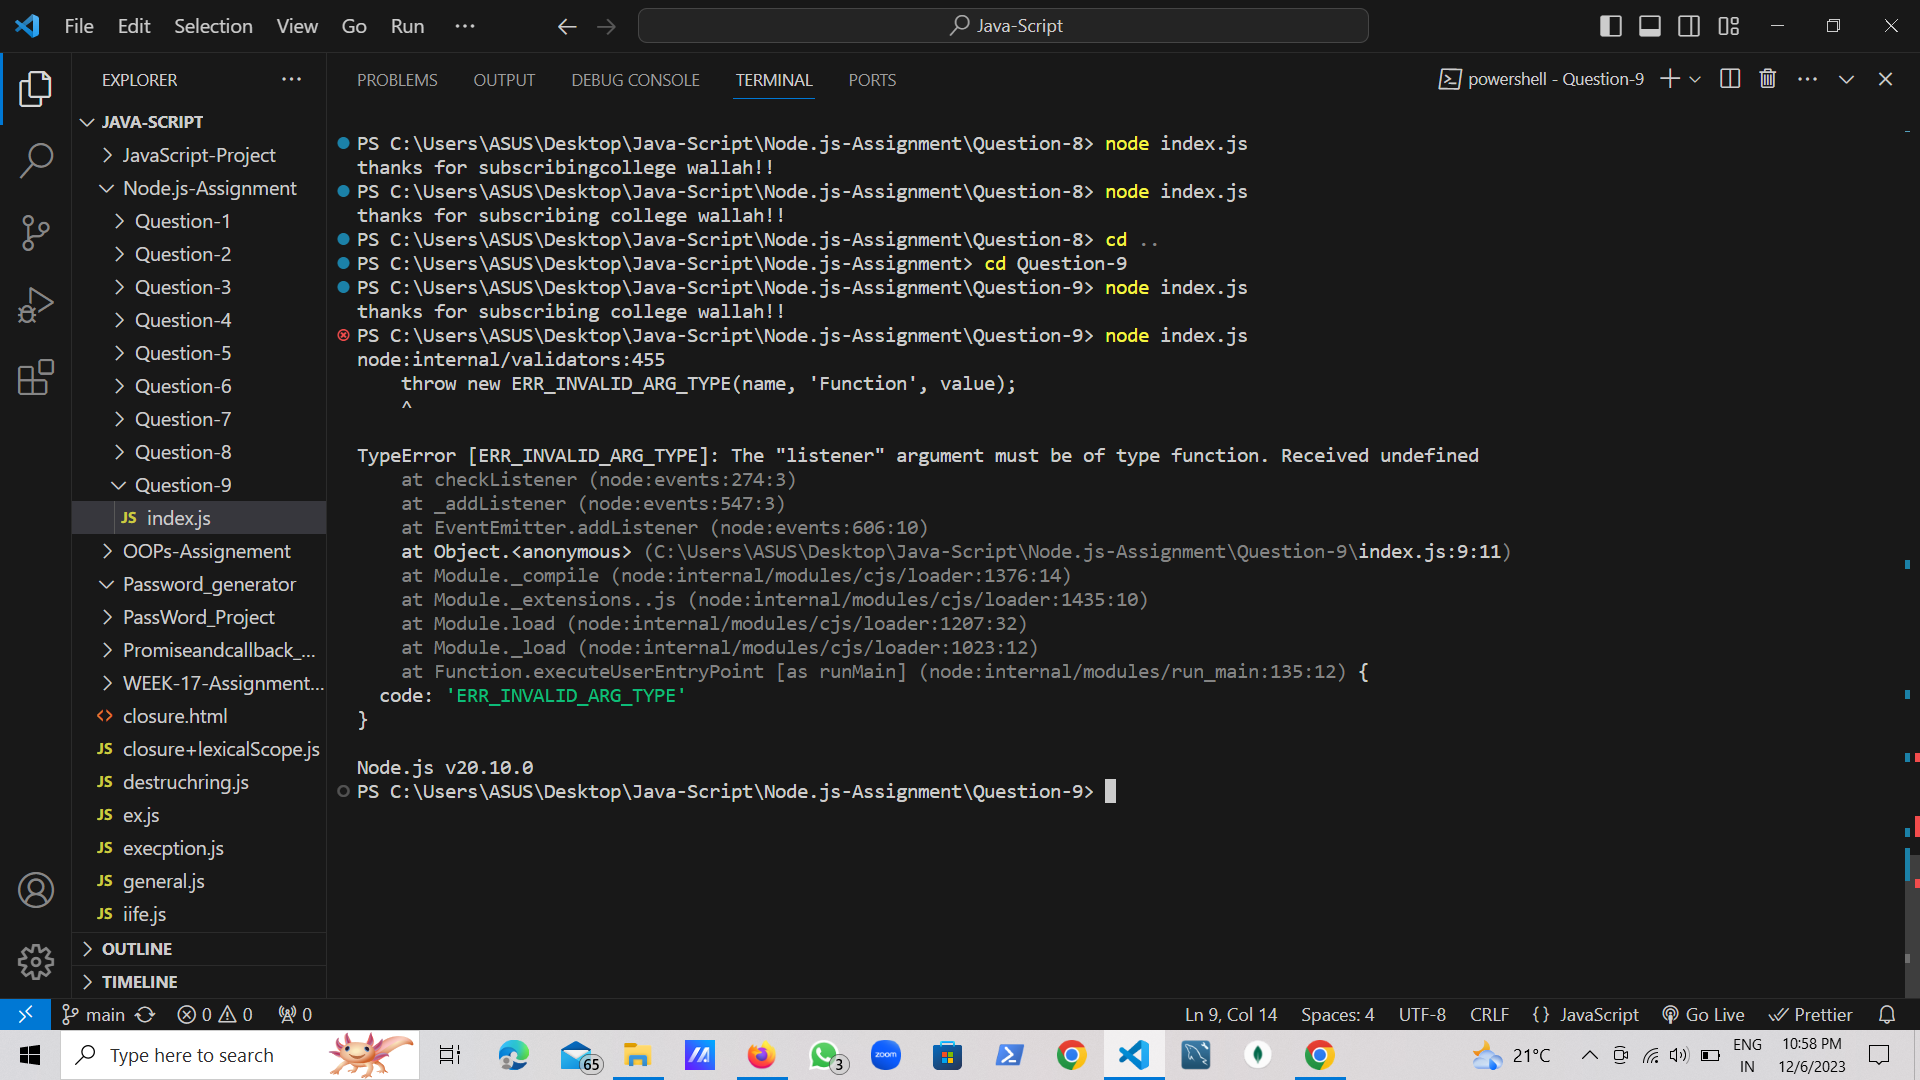 File Edit Selection View Go Run ··· Java-Script
EXPLORER ···
PROBLEMS OUTPUT DEBUG CONSOLE TERMINAL PORTS powershell - Question-9
JAVA-SCRIPT
JavaScript-Project
Node.js-Assignment
Question-1
Question-2
Question-3
Question-4
Question-5
Question-6
Question-7
Question-8
Question-9
JS index.js
OOPs-Assignement
Password_generator
PassWord_Project
Promiseandcallback_...
WEEK-17-Assignment...
<> closure.html
JS closure+lexicalScope.js
JS destruchring.js
JS ex.js
JS execption.js
JS general.js
JS iife.js
OUTLINE
TIMELINE
PS C:\Users\ASUS\Desktop\Java-Script\Node.js-Assignment\Question-8> node index.js
thanks for subscribingcollege wallah!!
PS C:\Users\ASUS\Desktop\Java-Script\Node.js-Assignment\Question-8> node index.js
thanks for subscribing college wallah!!
PS C:\Users\ASUS\Desktop\Java-Script\Node.js-Assignment\Question-8> cd ..
PS C:\Users\ASUS\Desktop\Java-Script\Node.js-Assignment> cd Question-9
PS C:\Users\ASUS\Desktop\Java-Script\Node.js-Assignment\Question-9> node index.js
thanks for subscribing college wallah!!
PS C:\Users\ASUS\Desktop\Java-Script\Node.js-Assignment\Question-9> node index.js
node:internal/validators:455
    throw new ERR_INVALID_ARG_TYPE(name, 'Function', value);
    ^
TypeError [ERR_INVALID_ARG_TYPE]: The "listener" argument must be of type function. Received undefined
    at checkListener (node:events:274:3)
    at _addListener (node:events:547:3)
    at EventEmitter.addListener (node:events:606:10)
    at Object.<anonymous> (C:\Users\ASUS\Desktop\Java-Script\Node.js-Assignment\Question-9\index.js:9:11)
    at Module._compile (node:internal/modules/cjs/loader:1376:14)
    at Module._extensions..js (node:internal/modules/cjs/loader:1435:10)
    at Module.load (node:internal/modules/cjs/loader:1207:32)
    at Module._load (node:internal/modules/cjs/loader:1023:12)
    at Function.executeUserEntryPoint [as runMain] (node:internal/modules/run_main:135:12) {
  code: 'ERR_INVALID_ARG_TYPE'
}
Node.js v20.10.0
PS C:\Users\ASUS\Desktop\Java-Script\Node.js-Assignment\Question-9>
main 0 0 0 Ln 9, Col 14 Spaces: 4 UTF-8 CRLF {} JavaScript Go Live Prettier
Type here to search 65 3 zoom 21°C ENG IN 10:58 PM
12/6/2023